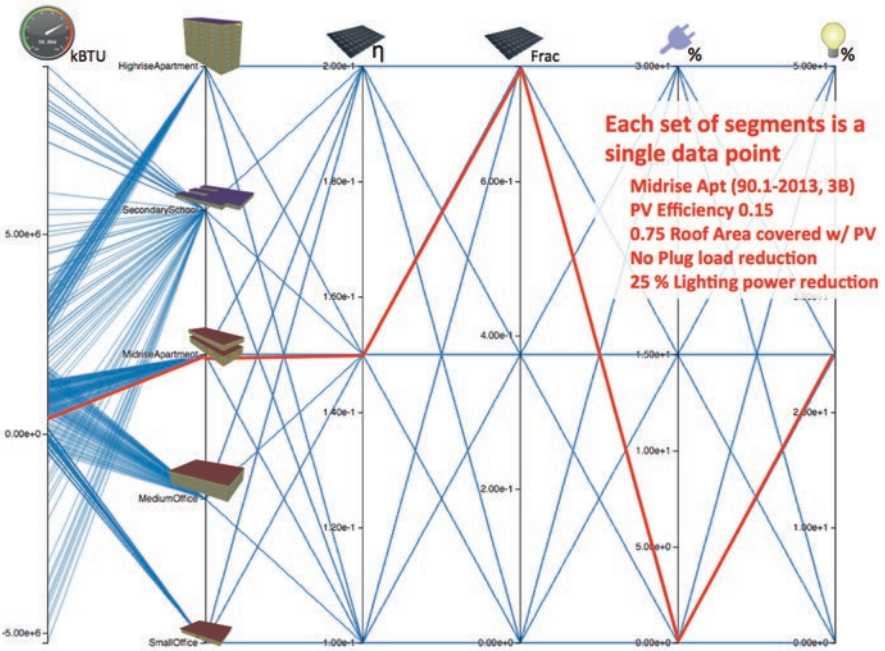 kBTU
η
Frac
%
%
HighriseApartment
2.00e-1
3.00e+1
5.00e+1
Each set of segments is a
single data point
Midrise Apt (90.1-2013, 3B)
PV Efficiency 0.15
0.75 Roof Area covered w/ PV
No Plug load reduction
25 % Lighting power reduction
1.80e-1
6.00e-1
SecondarySchool
5.00e+6
1.60e-1
4.00e-1
MidriseApartment
1.50e+1
1.40e-1
2.00e+1
0.00e+0
1.00e+1
2.00e-1
MediumOffice
1.20e-1
1.00e+1
5.00e+0
-5.00e+6
SmallOffice
1.00e-1
0.00e+0
0.00e+0
0.00e+0